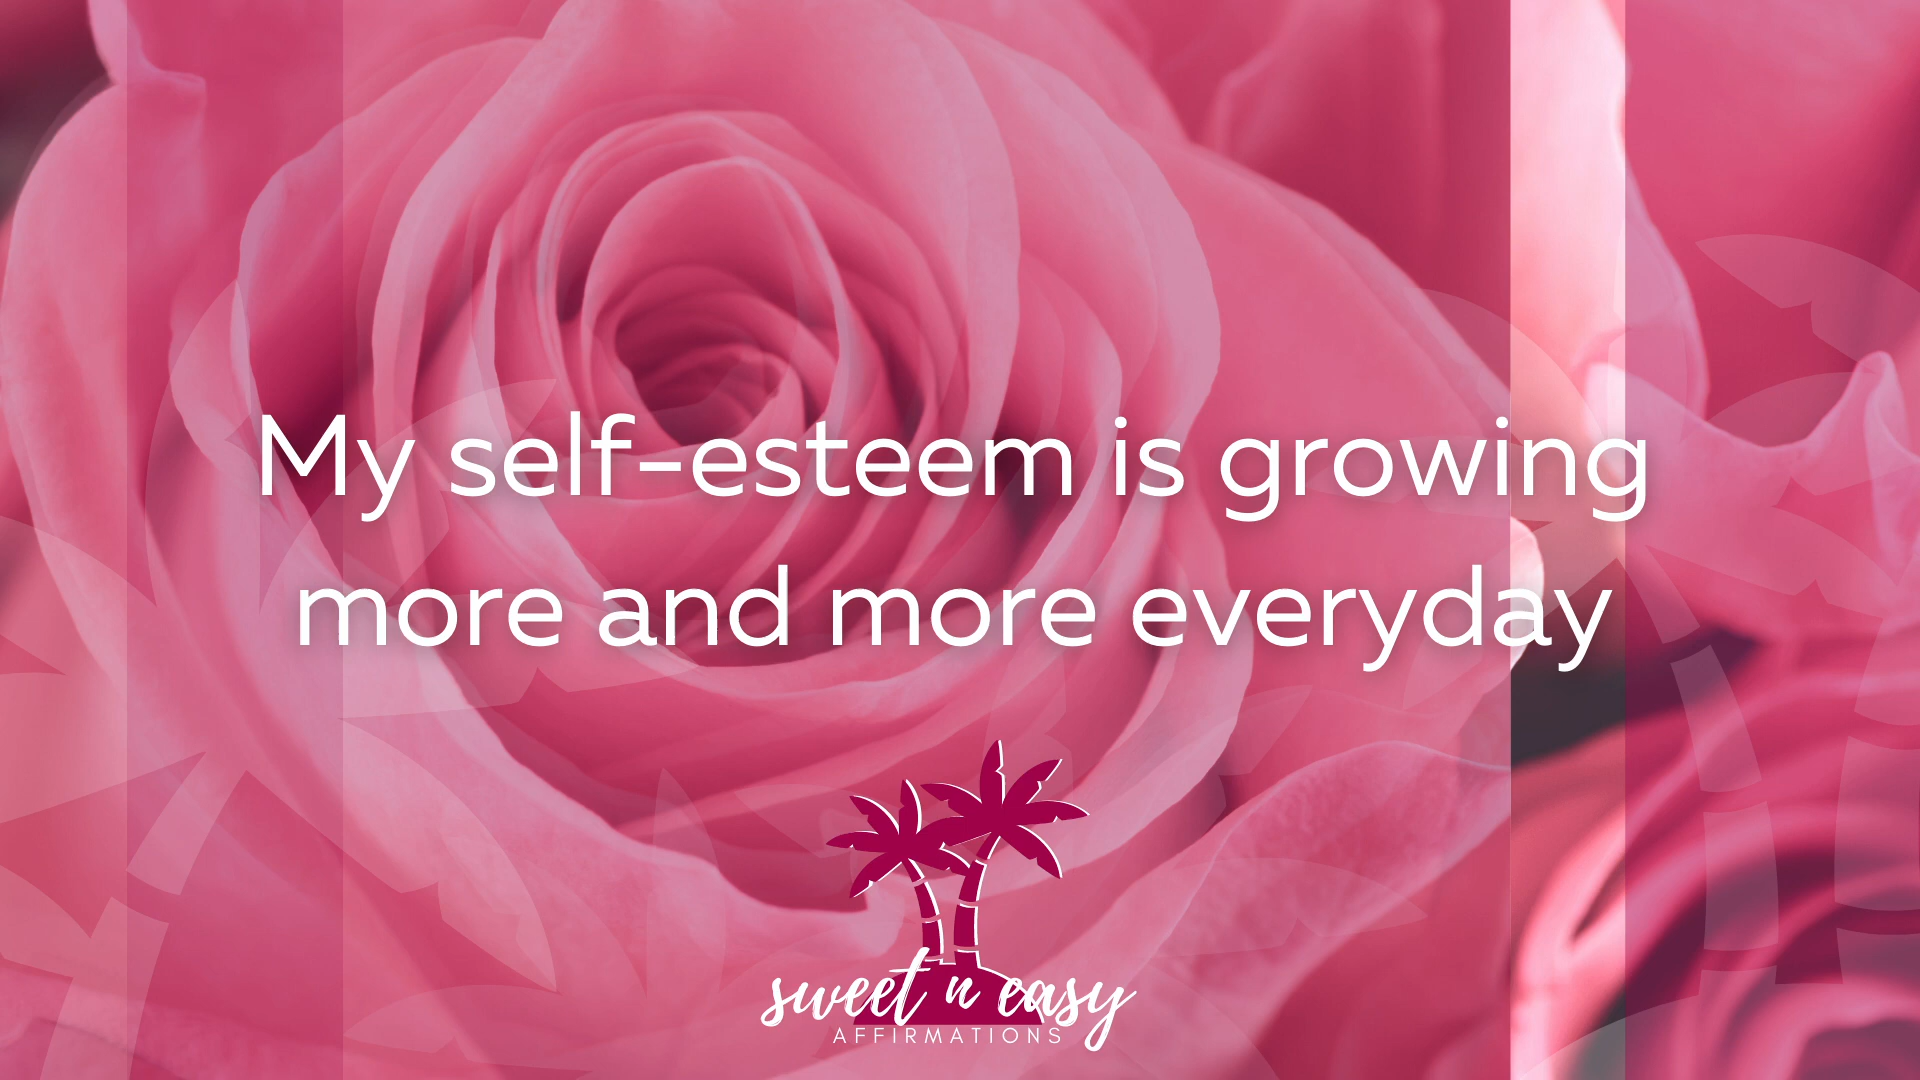 My self-esteem is growing
more and more everyday
sweet n easy
AFFIRMATIONS